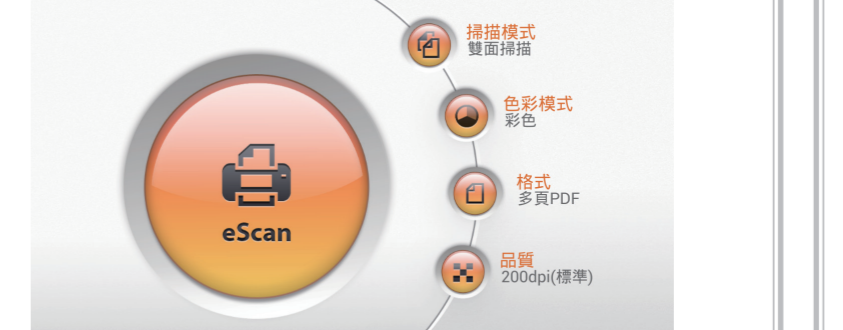 掃描模式
雙面掃描
色彩模式
彩色
格式
多頁PDF
eScan
品質
200dpi(標準)